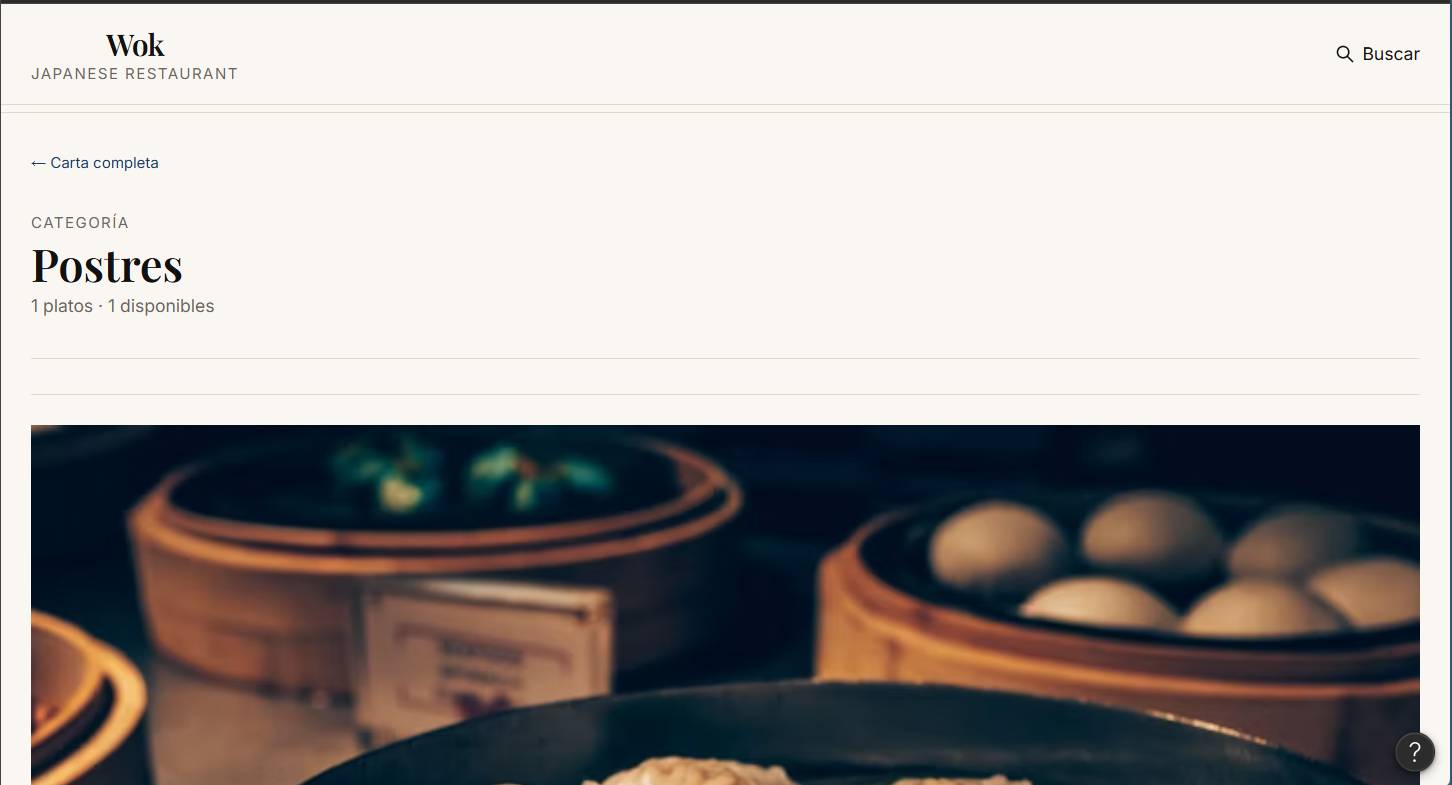 Wok
JAPANESE RESTAURANT
Buscar
← Carta completa
CATEGORÍA
Postres
1 platos · 1 disponibles
?